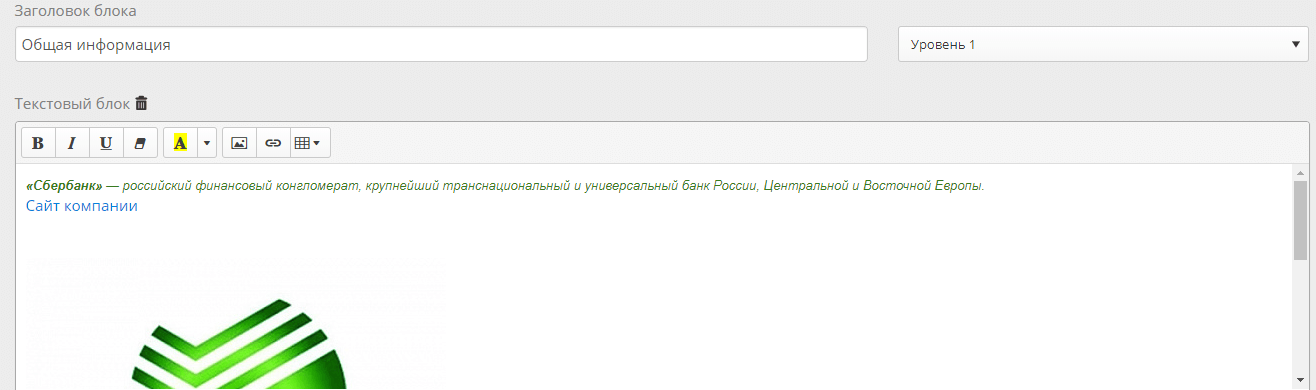 Заголовок блока
Общая информация
Уровень 1
Текстовый блок
B I U A
«Сбербанк» — российский финансовый конгломерат, крупнейший транснациональный и универсальный банк России, Центральной и Восточной Европы.
Сайт компании